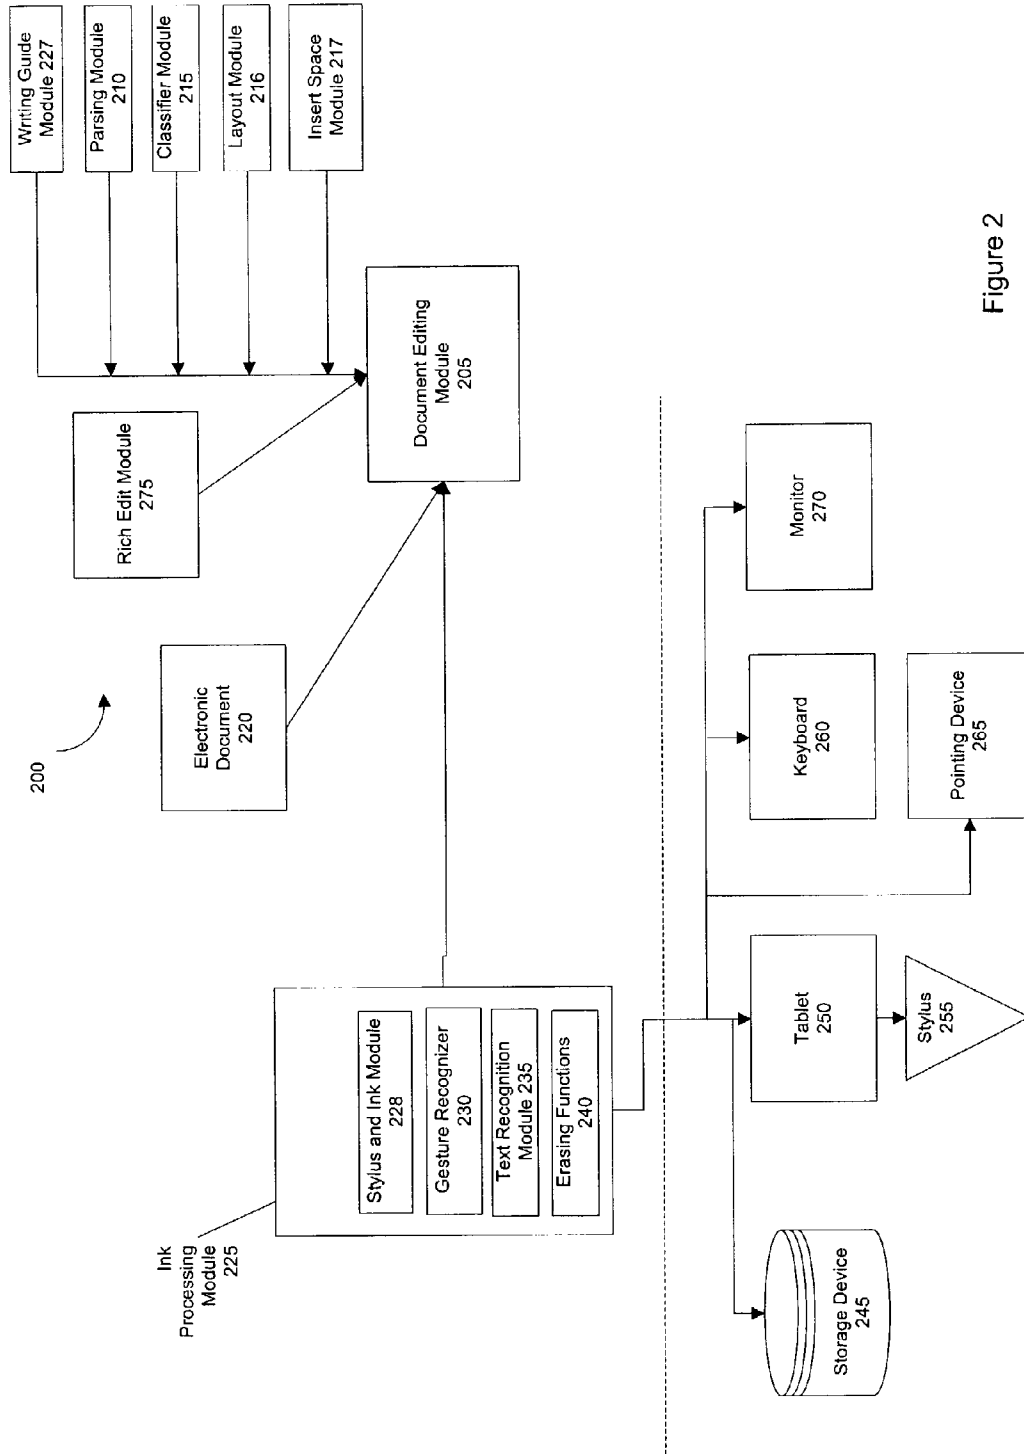 200
Ink
Processing
Module
225
Stylus and Ink Module
228
Gesture Recognizer
230
Text Recognition
Module 235
Erasing Functions
240
Electronic
Document
220
Rich Edit Module
275
Writing Guide
Module 227
Parsing Module
210
Classifier Module
215
Layout Module
216
Insert Space
Module 217
Document Editing
Module
205
Storage Device
245
Tablet
250
Stylus
255
Keyboard
260
Pointing Device
265
Monitor
270
Figure 2